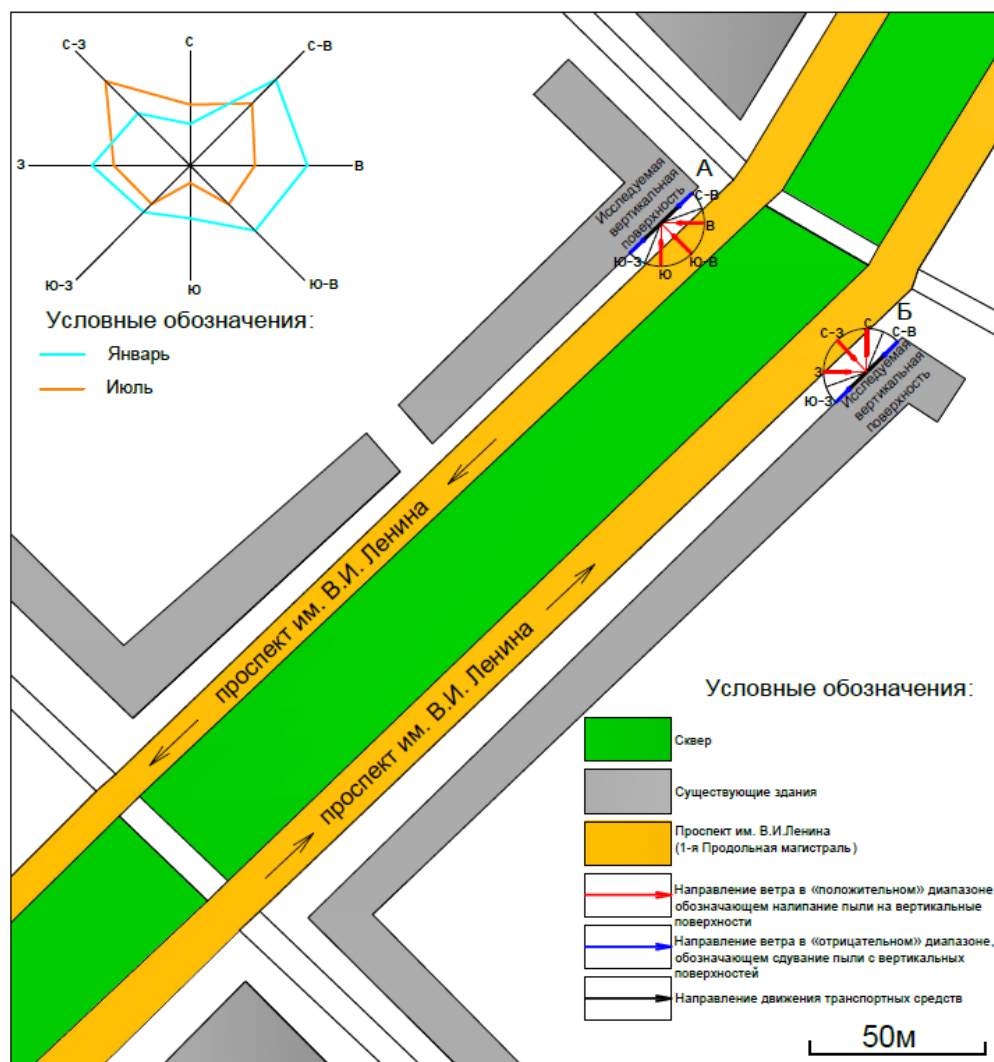 С
С-З
С-В
З
В
Ю-З
Ю-В
Ю
Условные обозначения:
Январь
Июль
А
Исследуемая
вертикальная
поверхность
С-В
В
Ю-В
Ю
Ю-З
Б
С
С-З
С-В
З
Ю-З
Исследуемая
вертикальная
поверхность
проспект им. В.И. Ленина
проспект им. В.И. Ленина
Условные обозначения:
Сквер
Существующие здания
Проспект им. В.И.Ленина
(1-я Продольная магистраль)
Направление ветра в «положительном» диапазоне
обозначающем налипание пыли на вертикальные
поверхности
Направление ветра в «отрицательном» диапазоне,
обозначающем сдувание пыли с вертикальных
поверхностей
Направление движения транспортных средств
50м